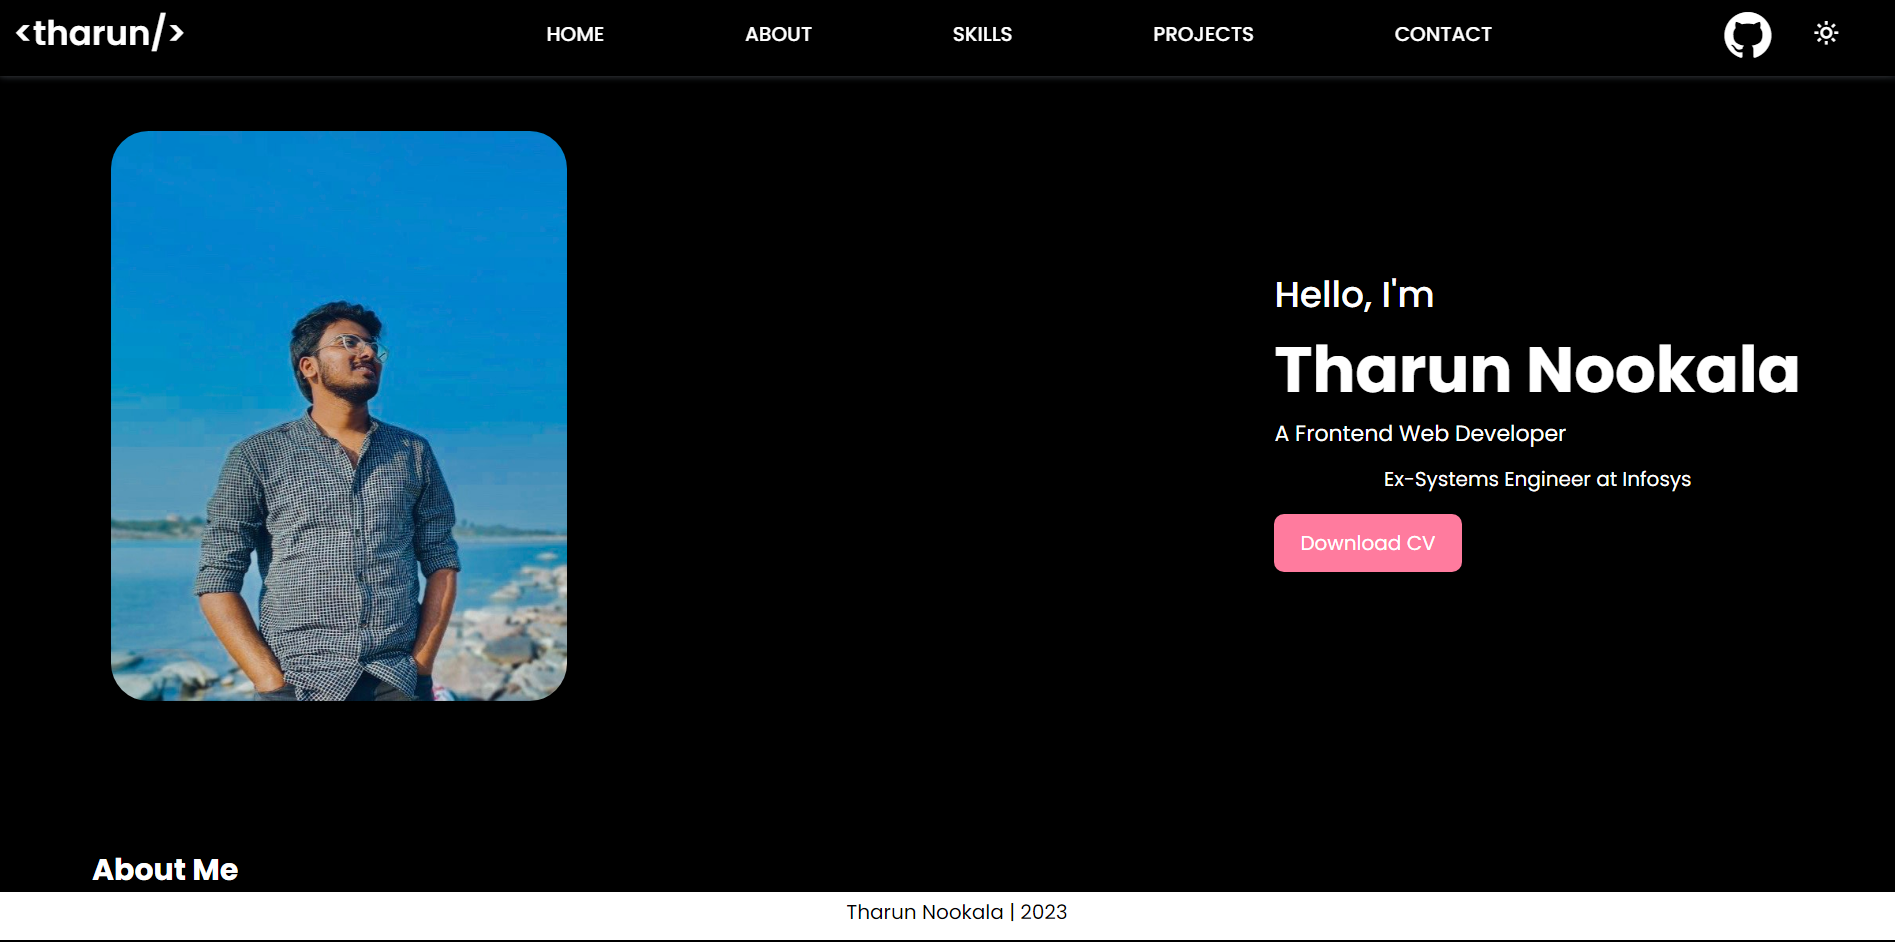 <tharun/>
HOME
ABOUT
SKILLS
PROJECTS
CONTACT
Hello, I'm
Tharun Nookala
A Frontend Web Developer
Ex-Systems Engineer at Infosys
Download CV
About Me
Tharun Nookala | 2023